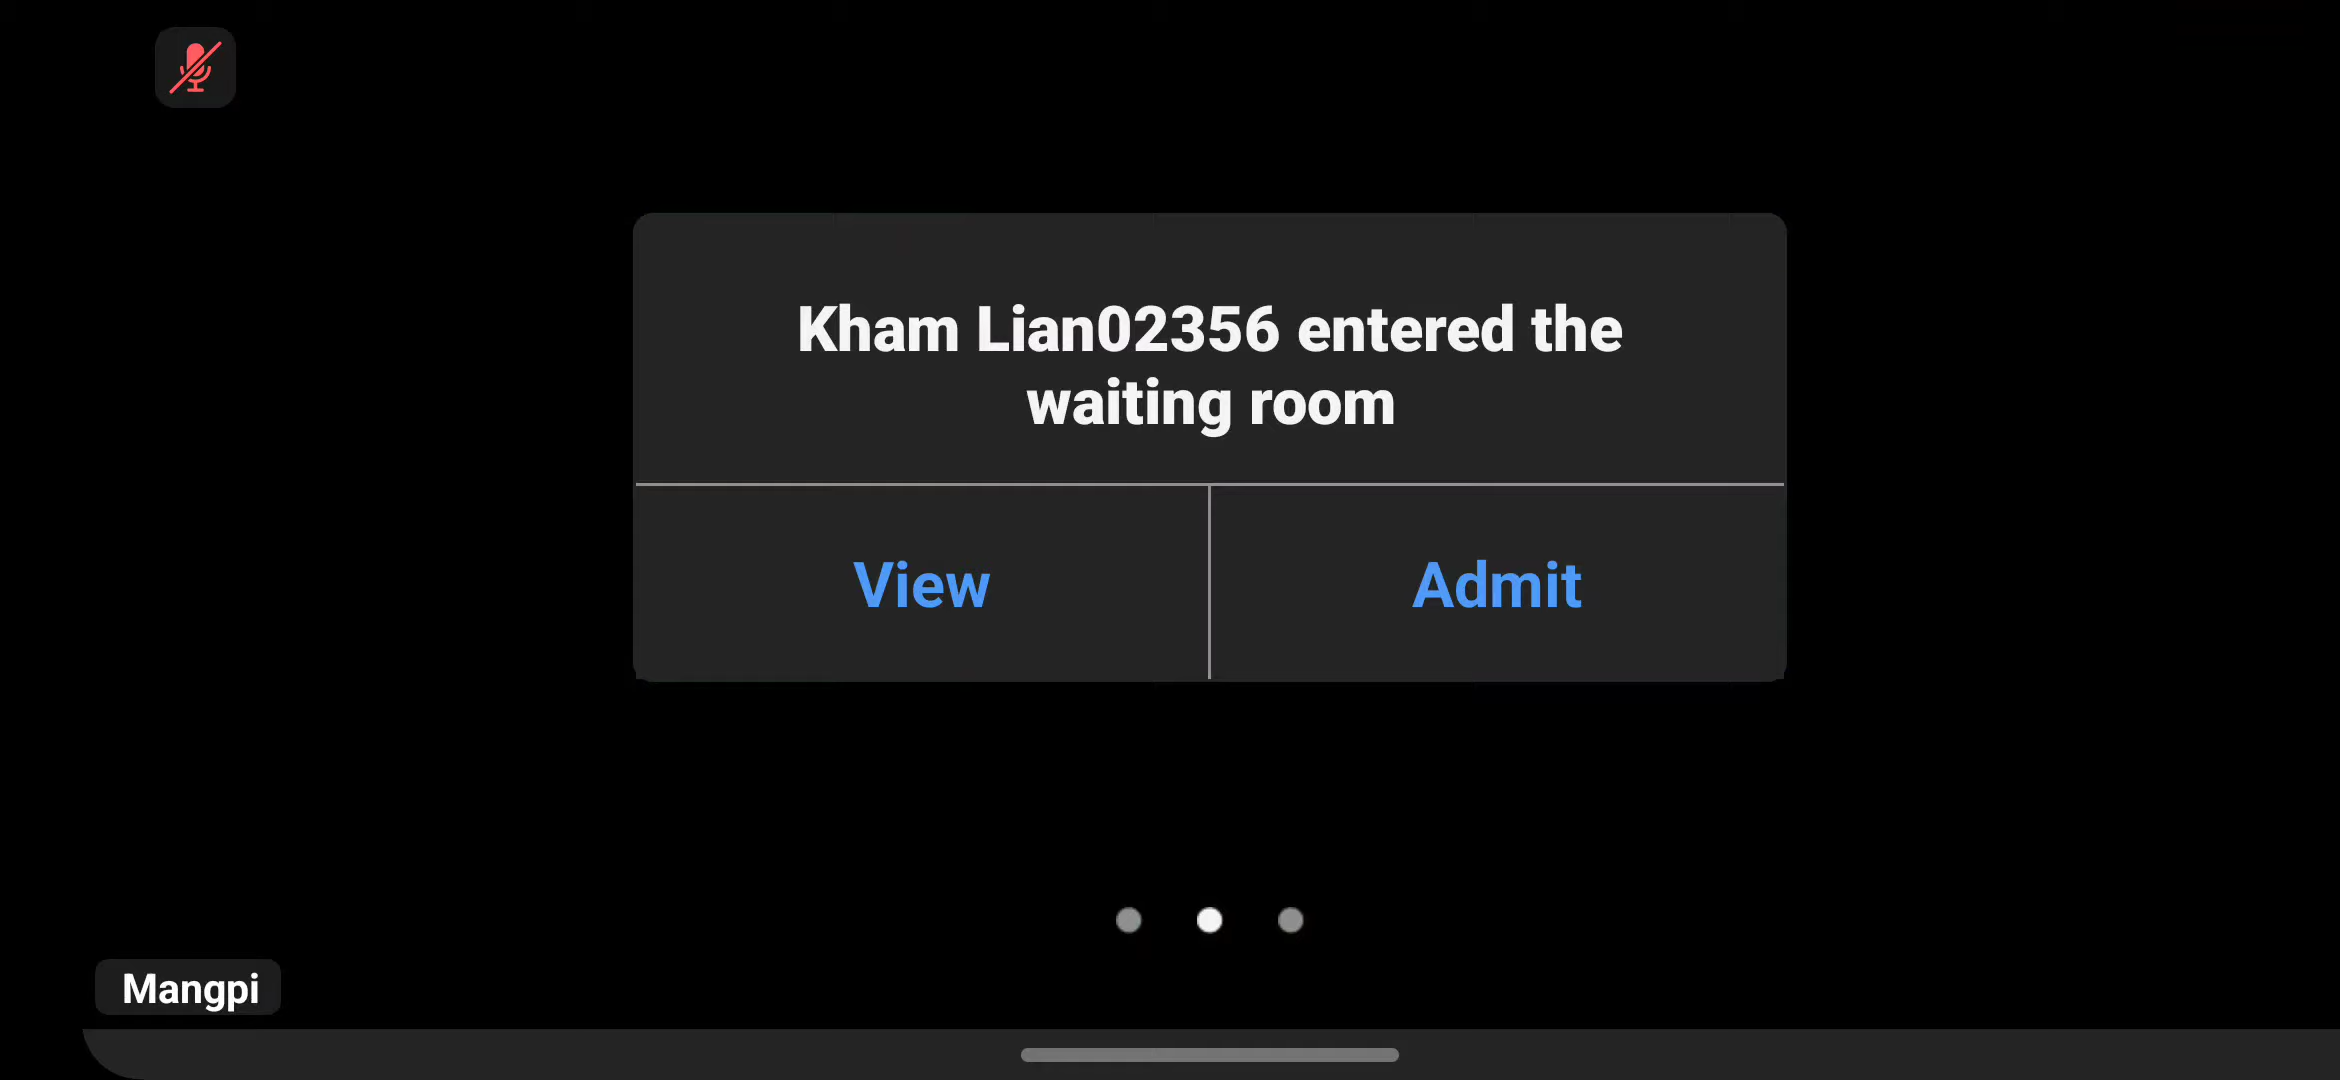 Kham Lian02356 entered the
waiting room
View
Admit
Mangpi